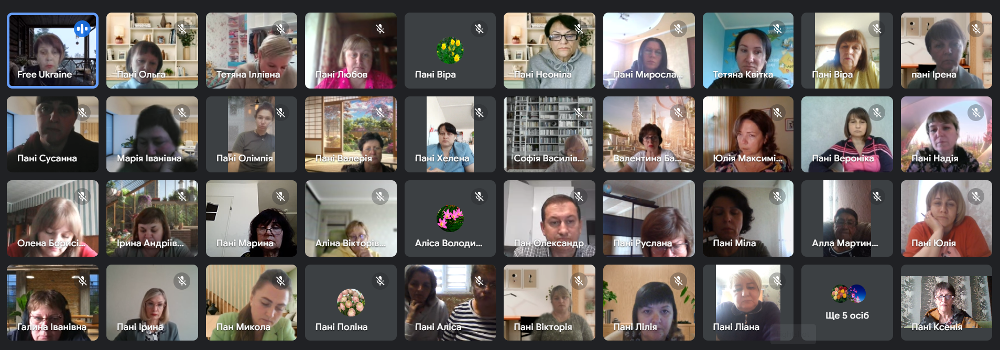 Free Ukraine
Пані Ольга
Тетяна Іллівна
Пані Любов
Пані Віра
Пані Неоніла
Пані Миросла...
Тетяна Квітка
Пані Віра
пані Ірена
Пані Сусанна
Марія Іванівна
Пані Олімпія
Пані Валерія
Пані Хелена
Софія Василів...
Валентина Ба...
Юлія Максимі...
Пані Вероніка
Пані Надія
Олена Борисі...
Ірина Андріїв...
Пані Марина
Аліна Вікторів...
Аліса Володи...
Пан Олександр
Пані Руслана
Пані Міла
Алла Мартин...
Пані Юлія
Галина Іванівна
Пані Ірина
Пан Микола
Пані Поліна
Пані Аліса
Пані Вікторія
Пані Лілія
Пані Ліана
Ще 5 осіб
Пані Ксенія